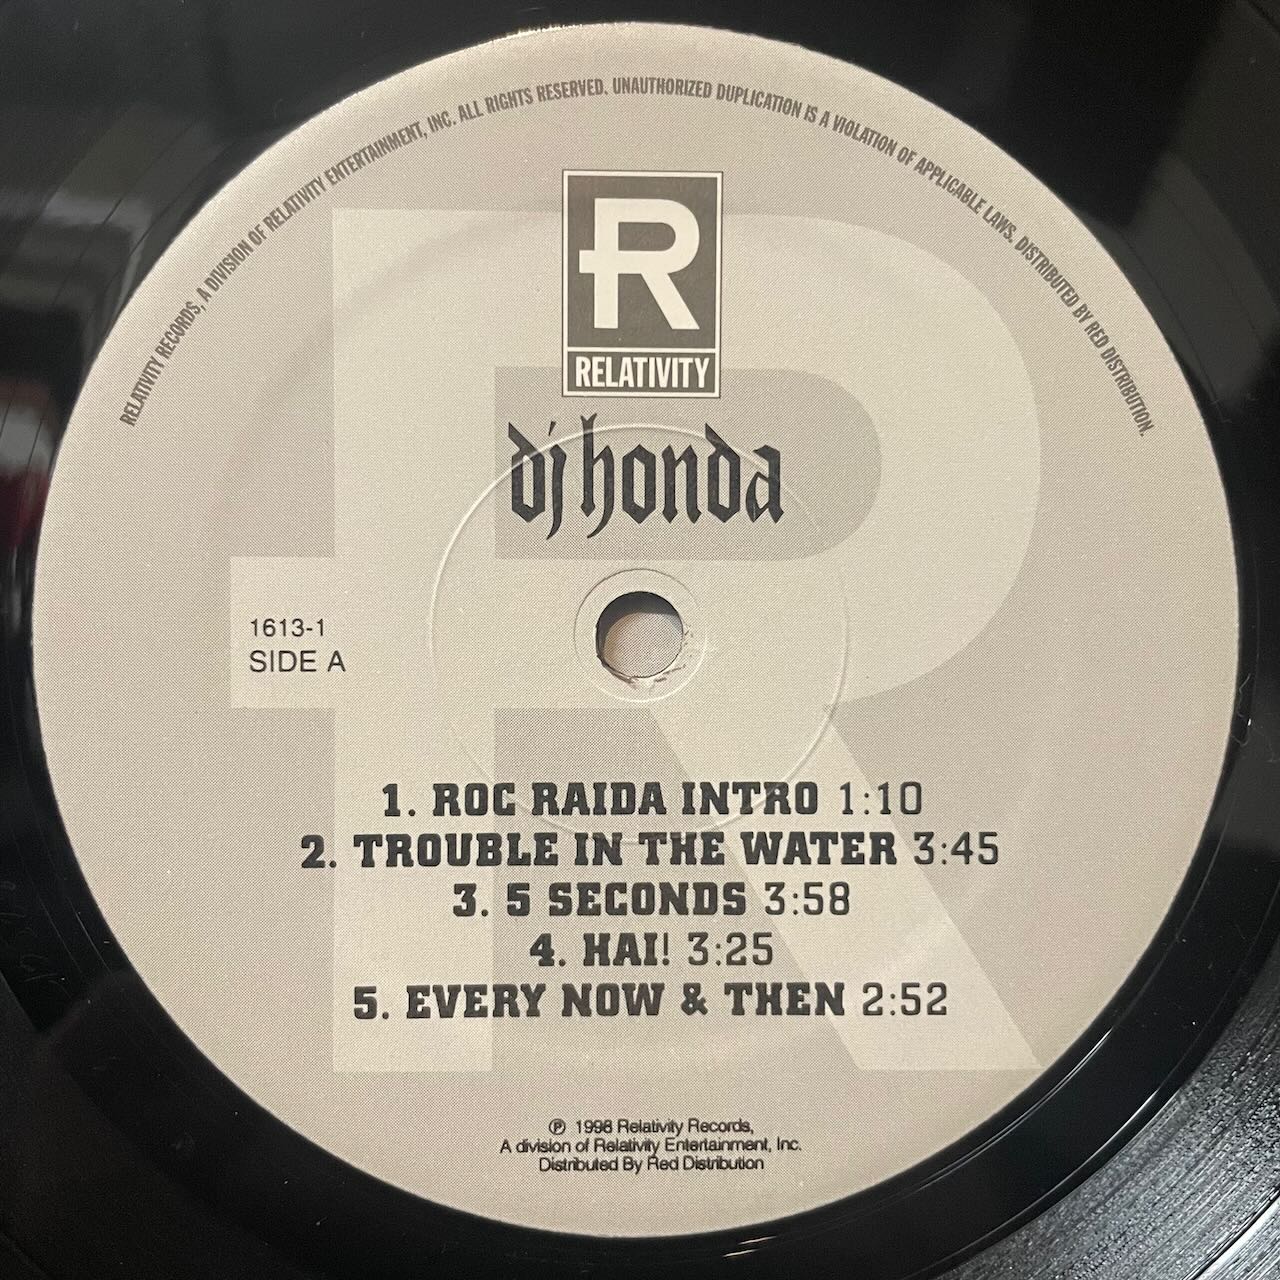 RELATIVITY RECORDS, A DIVISION OF RELATIVITY ENTERTAINMENT, INC. ALL RIGHTS RESERVED. UNAUTHORIZED DUPLICATION IS A VIOLATION OF APPLICABLE LAWS. DISTRIBUTED BY RED DISTRIBUTION.
R
RELATIVITY
dj honda
1613-1
SIDE A
1. ROC RAIDA INTRO 1:10
2. TROUBLE IN THE WATER 3:45
3. 5 SECONDS 3:58
4. HAI! 3:25
5. EVERY NOW & THEN 2:52
℗ 1998 Relativity Records,
A division of Relativity Entertainment, Inc.
Distributed By Red Distribution